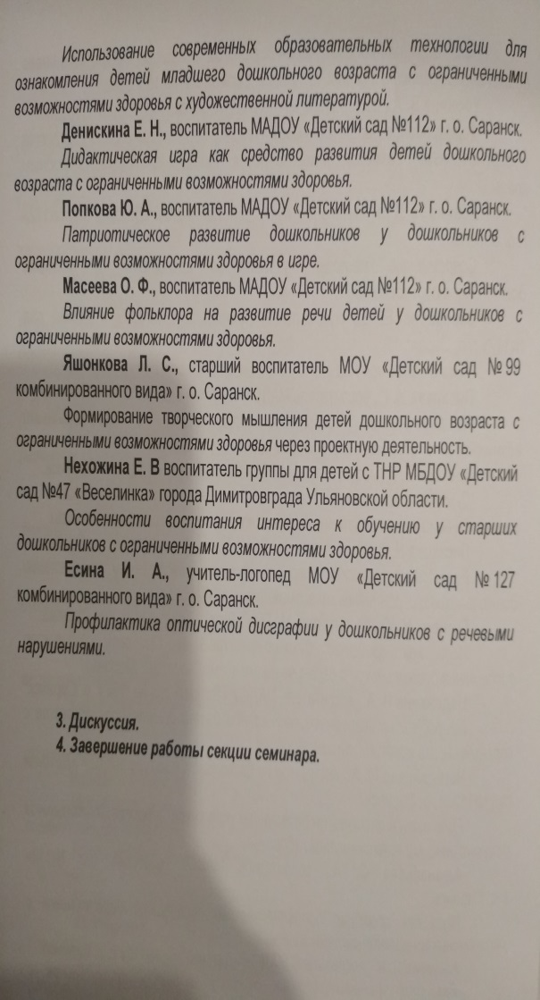 Использование современных образовательных технологии для
ознакомления детей младшего дошкольного возраста с ограниченными
возможностями здоровья с художественной литературой.
Денискина Е. Н., воспитатель МАДОУ «Детский сад №112» г. о. Саранск.
Дидактическая игра как средство развития детей дошкольного
возраста с ограниченными возможностями здоровья.
Попкова Ю. А., воспитатель МАДОУ «Детский сад №112» г. о. Саранск.
Патриотическое развитие дошкольников у дошкольников с
ограниченными возможностями здоровья в игре.
Масеева О. Ф., воспитатель МАДОУ «Детский сад №112» г. о. Саранск.
Влияние фольклора на развитие речи детей у дошкольников с
ограниченными возможностями здоровья.
Яшонкова Л. С., старший воспитатель МОУ «Детский сад №99
комбинированного вида» г. о. Саранск.
Формирование творческого мышления детей дошкольного возраста с
ограниченными возможностями здоровья через проектную деятельность.
Нехожина Е. В воспитатель группы для детей с ТНР МБДОУ «Детский
сад №47 «Веселинка» города Димитровграда Ульяновской области.
Особенности воспитания интереса к обучению у старших
дошкольников с ограниченными возможностями здоровья.
Есина И. А., учитель-логопед МОУ «Детский сад №127
комбинированного вида» г. о. Саранск.
Профилактика оптической дисграфии у дошкольников с речевыми
нарушениями.
3. Дискуссия.
4. Завершение работы секции семинара.